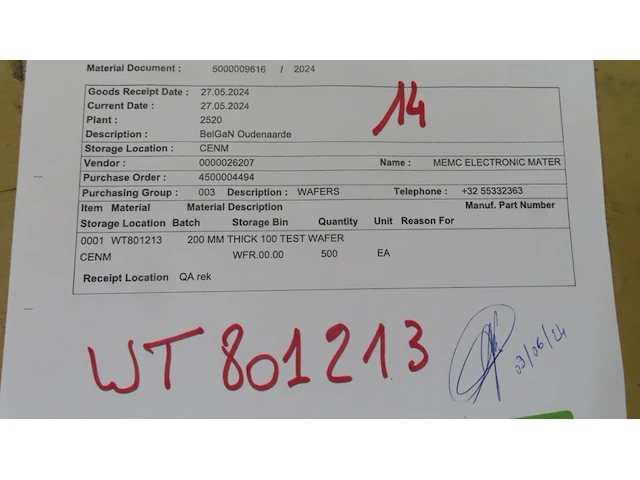 Material Document : 5000009616 / 2024
14
Goods Receipt Date : 27.05.2024
Current Date : 27.05.2024
Plant : 2520
Description : BelGaN Oudenaarde
Storage Location : CENM
Vendor : 0000026207 Name : MEMC ELECTRONIC MATER
Purchase Order : 4500004494
Purchasing Group : 003 Description : WAFERS Telephone : +32 55332363
Item Material Material Description Manuf. Part Number
Storage Location Batch Storage Bin Quantity Unit Reason For
0001 WT801213 200 MM THICK 100 TEST WAFER
CENM WFR.00.00 500 EA
Receipt Location QA rek
WT 801213
03/06/24